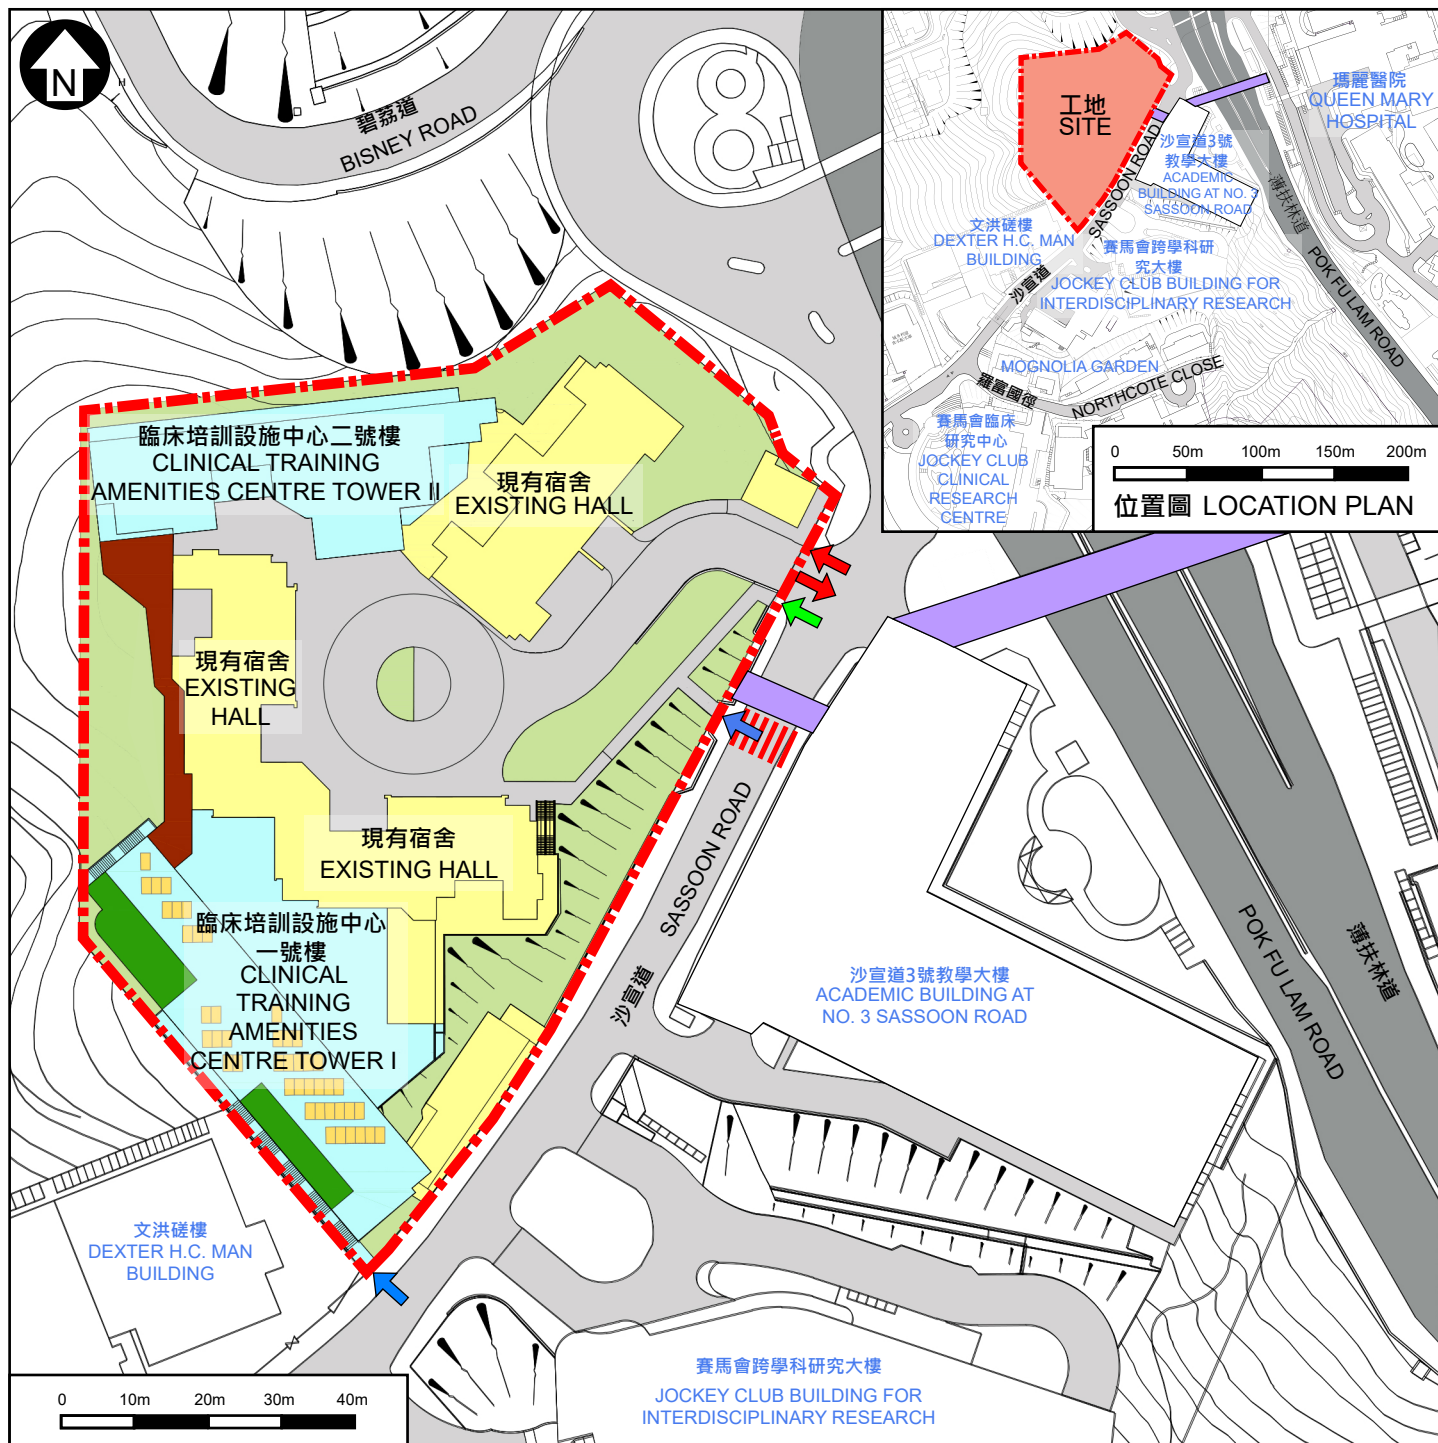 N
碧荔道
BISNEY ROAD
臨床培訓設施中心二號樓
CLINICAL TRAINING
AMENITIES CENTRE TOWER II
現有宿舍
EXISTING HALL
現有宿舍
EXISTING
HALL
現有宿舍
EXISTING HALL
臨床培訓設施中心
一號樓
CLINICAL
TRAINING
AMENITIES
CENTRE TOWER I
沙宣道
SASSOON ROAD
沙宣道3號教學大樓
ACADEMIC BUILDING AT
NO. 3 SASSOON ROAD
POK FU LAM ROAD
薄扶林道
文洪磋樓
DEXTER H.C. MAN
BUILDING
賽馬會跨學科研究大樓
JOCKEY CLUB BUILDING FOR
INTERDISCIPLINARY RESEARCH
0 10m 20m 30m 40m
工地
SITE
瑪麗醫院
QUEEN MARY
HOSPITAL
沙宣道3號
教學大樓
ACADEMIC
BUILDING AT NO. 3
SASSOON ROAD
SASSOON ROAD
沙宣道
薄扶林道
POK FU LAM ROAD
文洪磋樓
DEXTER H.C. MAN
BUILDING
賽馬會跨學科研
究大樓
JOCKEY CLUB BUILDING FOR
INTERDISCIPLINARY RESEARCH
MOGNOLIA GARDEN
羅富國徑
NORTHCOTE CLOSE
賽馬會臨床
研究中心
JOCKEY CLUB
CLINICAL
RESEARCH
CENTRE
0 50m 100m 150m 200m
位置圖 LOCATION PLAN